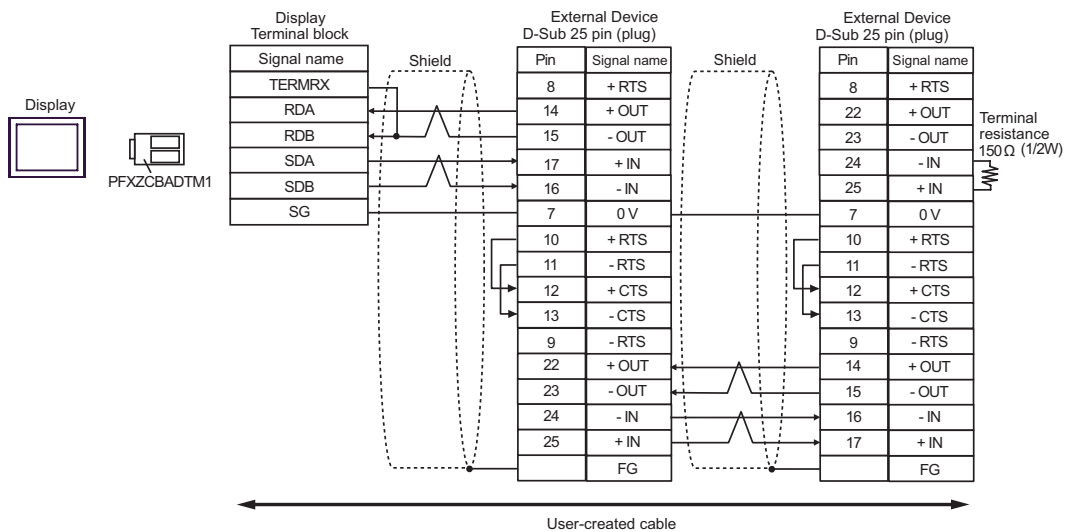 Display
PFXZCBADTM1
Display
Terminal block
Signal name
TERMRX
RDA
RDB
SDA
SDB
SG
Shield
External Device
D-Sub 25 pin (plug)
Pin Signal name
8 + RTS
14 + OUT
15 - OUT
17 + IN
16 - IN
7 0 V
10 + RTS
11 - RTS
12 + CTS
13 - CTS
9 - RTS
22 + OUT
23 - OUT
24 - IN
25 + IN
FG
Shield
External Device
D-Sub 25 pin (plug)
Pin Signal name
8 + RTS
22 + OUT
23 - OUT
24 - IN
25 + IN
7 0 V
10 + RTS
11 - RTS
12 + CTS
13 - CTS
9 - RTS
14 + OUT
15 - OUT
16 - IN
17 + IN
FG
Terminal
resistance
150Ω (1/2W)
User-created cable